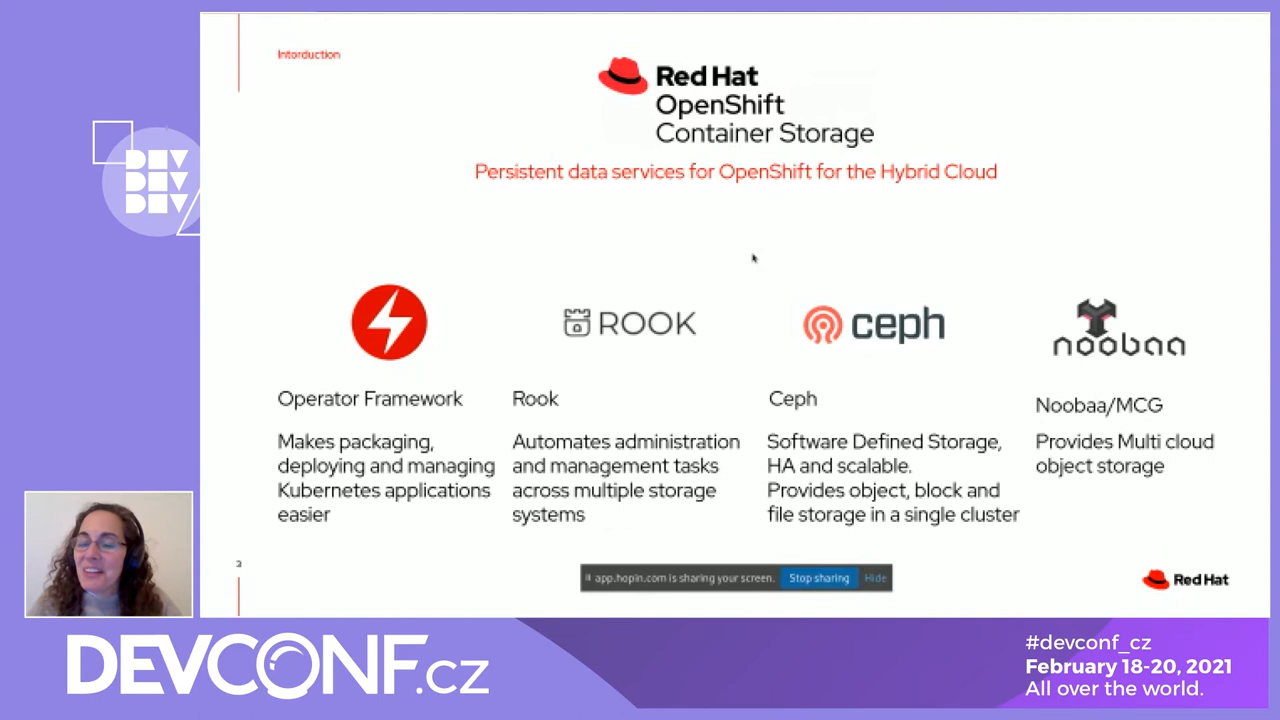 Intorduction
Red Hat
OpenShift
Container Storage
Persistent data services for OpenShift for the Hybrid Cloud
DEV
DEV
DEV
ROOK
ceph
noobaa
Operator Framework
Makes packaging,
deploying and managing
Kubernetes applications
easier
Rook
Automates administration
and management tasks
across multiple storage
systems
Ceph
Software Defined Storage,
HA and scalable.
Provides object, block and
file storage in a single cluster
Noobaa/MCG
Provides Multi cloud
object storage
app.hopin.com is sharing your screen.
Stop sharing
Hide
Red Hat
DEVCONF.cz
#devconf_cz
February 18-20, 2021
All over the world.